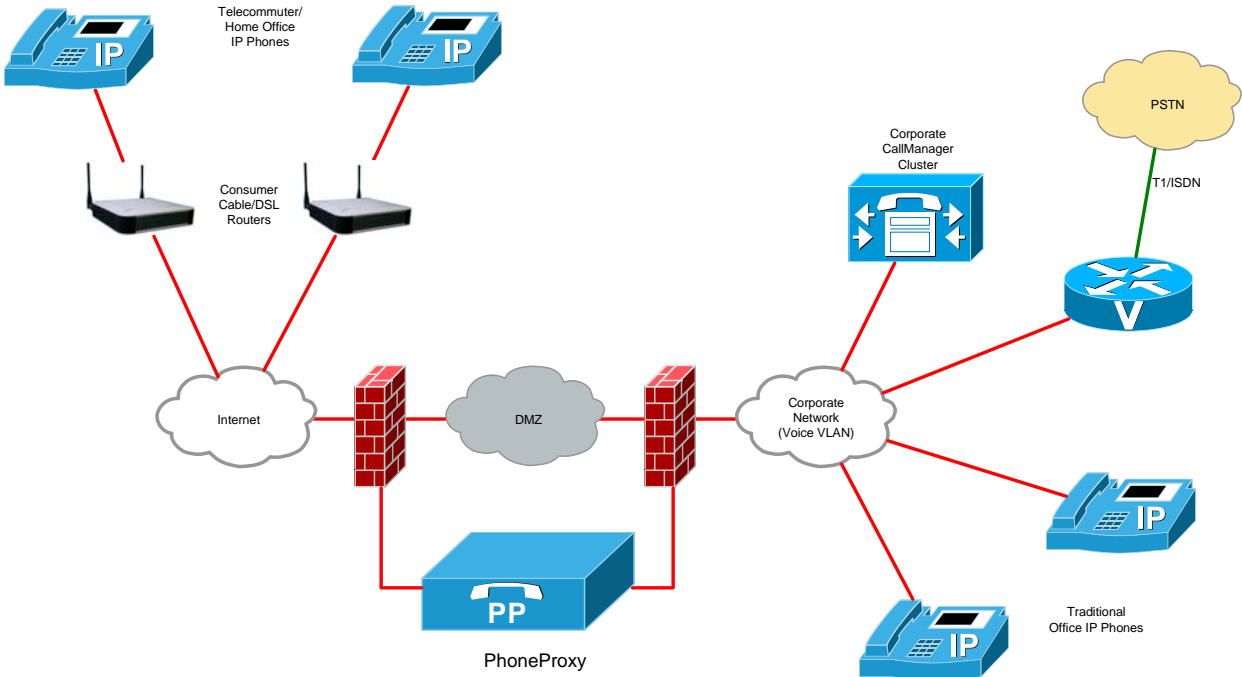 Telecommuter/
Home Office
IP Phones
IP
IP
PSTN
Corporate
CallManager
Cluster
T1/ISDN
Consumer
Cable/DSL
Routers
V
Internet
DMZ
Corporate
Network
(Voice VLAN)
IP
PP
PhoneProxy
Traditional
Office IP Phones
IP